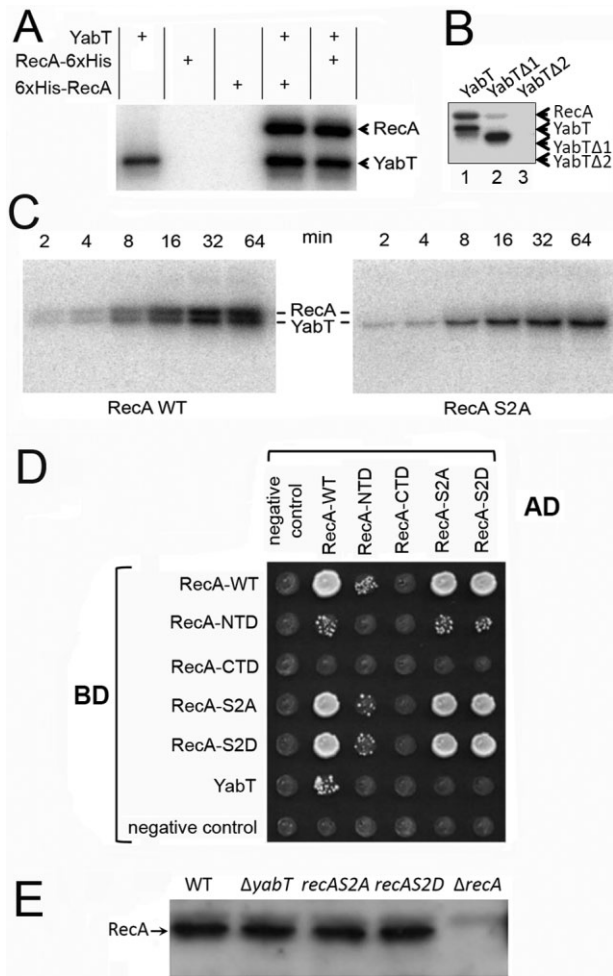 A
YabT + + +
RecA-6xHis + +
6xHis-RecA + +
RecA
YabT
B
YabT YabTΔ1 YabTΔ2
RecA
YabT
YabTΔ1
YabTΔ2
1 2 3
C
2 4 8 16 32 64 min 2 4 8 16 32 64
RecA
YabT
RecA WT RecA S2A
D
negative control RecA-WT RecA-NTD RecA-CTD RecA-S2A RecA-S2D
AD
RecA-WT
RecA-NTD
RecA-CTD
BD
RecA-S2A
RecA-S2D
YabT
negative control
E
WT ΔyabT recAS2A recAS2D ΔrecA
RecA→